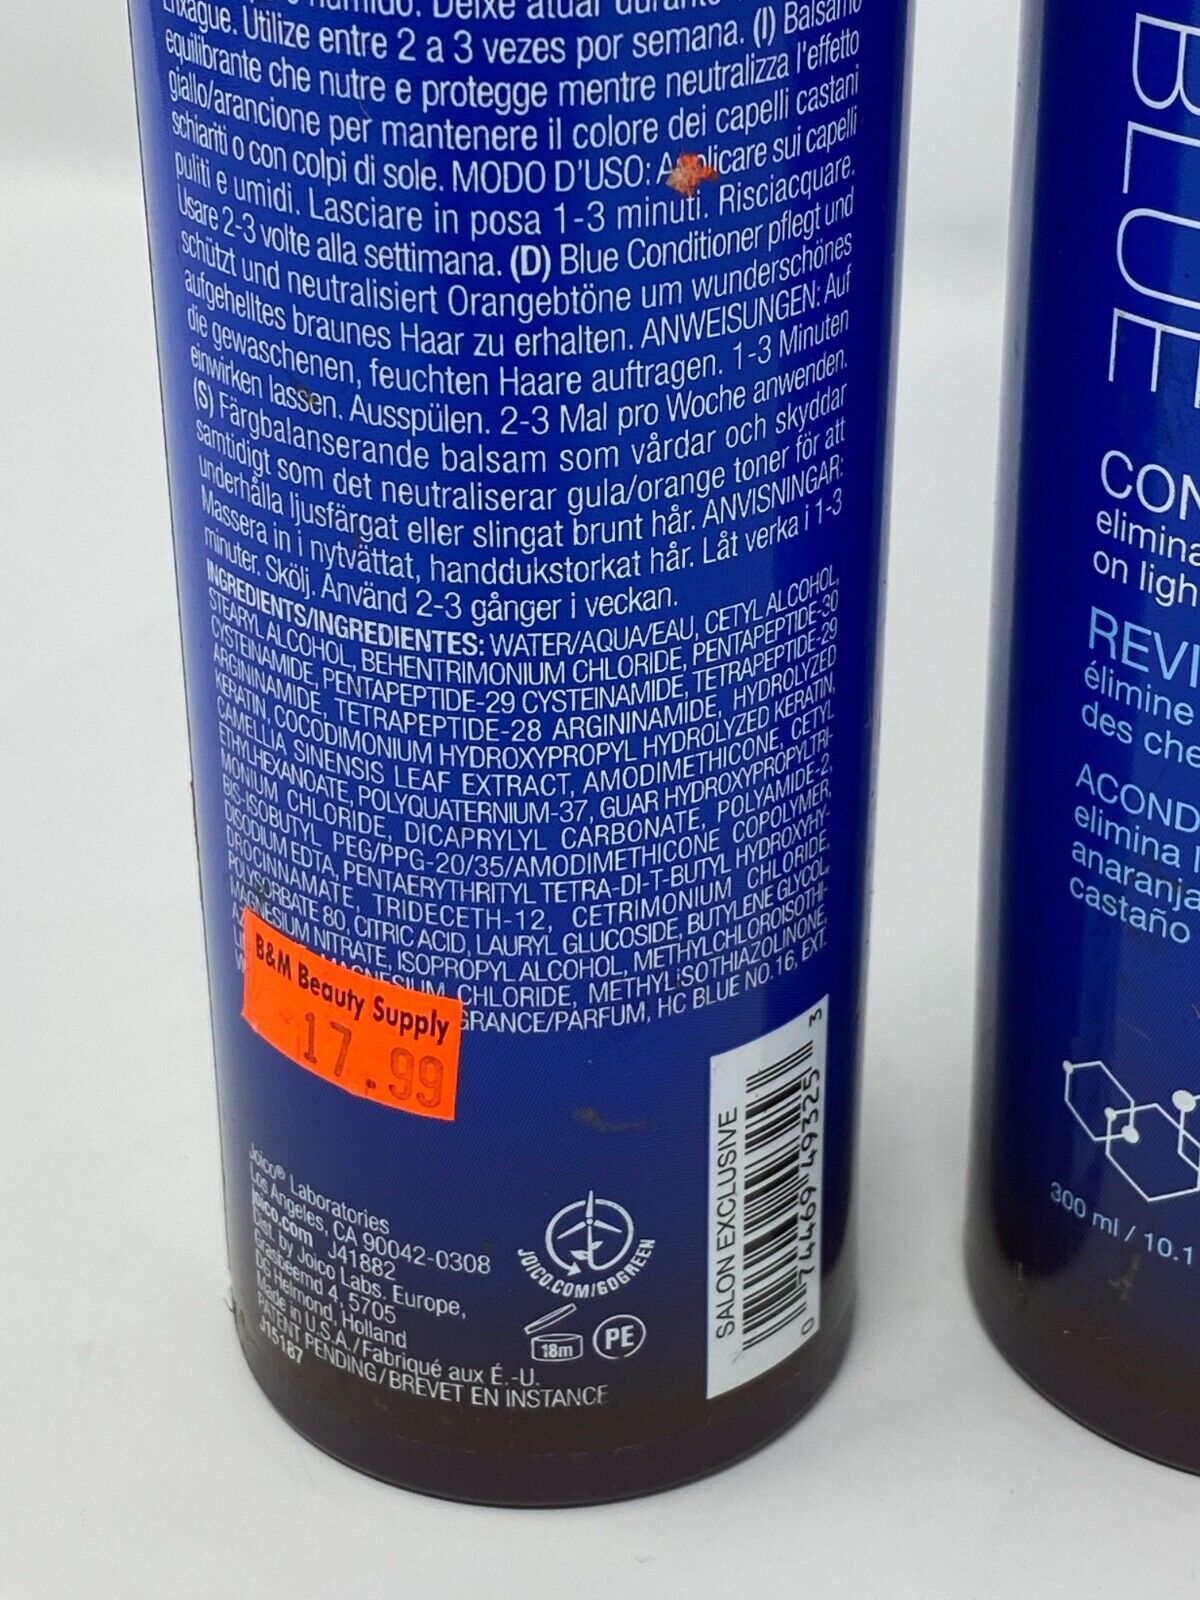 húmido. Deixe atuar durante
Enxágue. Utilize entre 2 a 3 vezes por semana. (I) Balsamo
equilibrante che nutre e protegge mentre neutralizza l'effetto
giallo/arancione per mantenere il colore dei capelli castani
schiariti o con colpi di sole. MODO D'USO: Applicare sui capelli
puliti e umidi. Lasciare in posa 1-3 minuti. Risciacquare.
Usare 2-3 volte alla settimana. (D) Blue Conditioner pflegt und
schützt und neutralisiert Orangebtöne um wunderschönes
aufgehelltes braunes Haar zu erhalten. ANWEISUNGEN: Auf
die gewaschenen, feuchten Haare auftragen. 1-3 Minuten
einwirken lassen. Ausspülen. 2-3 Mal pro Woche anwenden.
(S) Färgbalanserande balsam som vårdar och skyddar
samtidigt som det neutraliserar gula/orange toner för att
underhålla ljusfärgat eller slingat brunt hår. ANVISNINGAR:
Massera in i nytvättat, handdukstorkat hår. Låt verka i 1-3
minuter. Skölj. Använd 2-3 gånger i veckan.
INGREDIENTS/INGREDIENTES: WATER/AQUA/EAU, CETYL ALCOHOL,
STEARYL ALCOHOL, BEHENTRIMONIUM CHLORIDE, PENTAPEPTIDE-30
CYSTEINAMIDE, PENTAPEPTIDE-29 CYSTEINAMIDE, TETRAPEPTIDE-29
ARGININAMIDE, TETRAPEPTIDE-28 ARGININAMIDE, HYDROLYZED
KERATIN, COCODIMONIUM HYDROXYPROPYL HYDROLYZED KERATIN,
CAMELLIA SINENSIS LEAF EXTRACT, AMODIMETHICONE, CETYL
ETHYLHEXANOATE, POLYQUATERNIUM-37, GUAR HYDROXYPROPYLTRI-
MONIUM CHLORIDE, DICAPRYLYL CARBONATE, POLYAMIDE-2,
BIS-ISOBUTYL PEG/PPG-20/35/AMODIMETHICONE COPOLYMER,
DISODIUM EDTA, PENTAERYTHRITYL TETRA-DI-T-BUTYL HYDROXYHY-
DROCINNAMATE, TRIDECETH-12, CETRIMONIUM CHLORIDE,
POLYSORBATE 80, CITRIC ACID, LAURYL GLUCOSIDE, BUTYLENE GLYCOL,
MAGNESIUM NITRATE, ISOPROPYL ALCOHOL, METHYLCHLOROISOTHI-
MAGNESIUM CHLORIDE, METHYLISOTHIAZOLINONE,
FRAGRANCE/PARFUM, HC BLUE NO.16, EXT.
B&M Beauty Supply
17.99
Joico® Laboratories
Los Angeles, CA 90042-0308
joico.com J41882
Dist. by Joico Labs. Europe,
Grasbeemd 4, 5705
DG Helmond, Holland
Made in U.S.A./Fabriqué aux É.-U.
PATENT PENDING/BREVET EN INSTANCE
J15187
JOICO.COM/GOGREEN
18m
PE
SALON EXCLUSIVE
0 74469 49325 3
BLUE
CON
elimina
on ligh
REVI
élimine
des che
ACOND
elimina l
anaranja
castaño
300 ml / 10.1